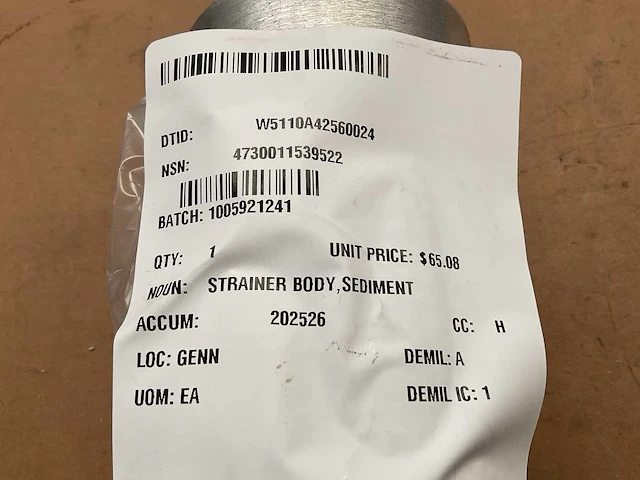 DTID: W5110A42560024
NSN: 4730011539522
BATCH: 1005921241
QTY: 1 UNIT PRICE: $65.08
NOUN: STRAINER BODY,SEDIMENT
ACCUM: 202526 CC: H
LOC: GENN DEMIL: A
UOM: EA DEMIL IC: 1